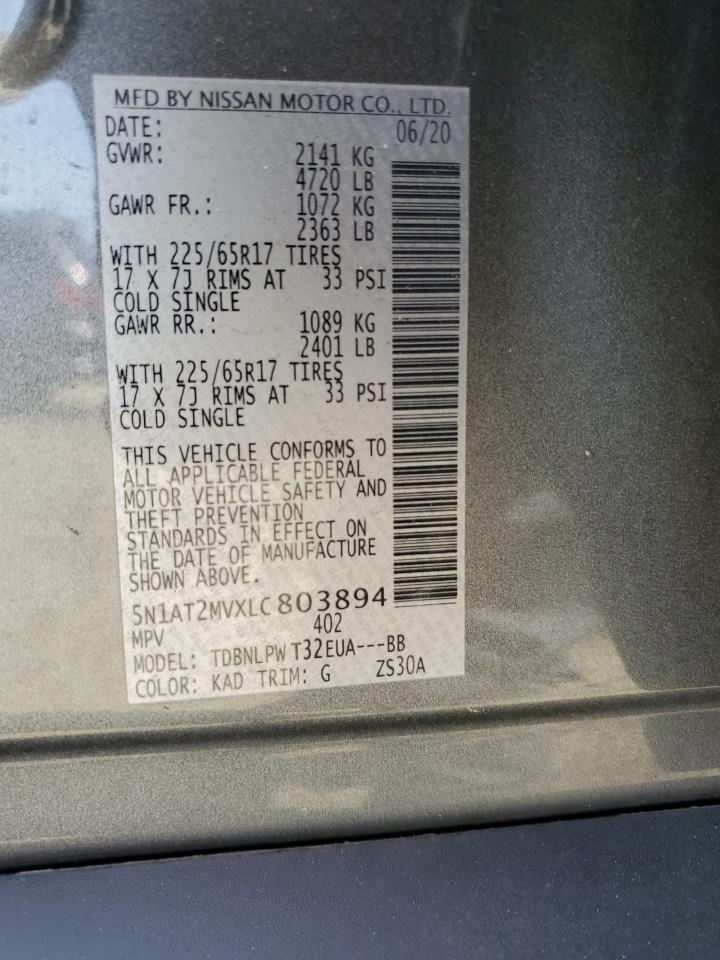 MFD BY NISSAN MOTOR CO., LTD.
DATE: 06/20
GVWR: 2141 KG
4720 LB
GAWR FR.: 1072 KG
2363 LB
WITH 225/65R17 TIRES
17 X 7J RIMS AT 33 PSI
COLD SINGLE
GAWR RR.: 1089 KG
2401 LB
WITH 225/65R17 TIRES
17 X 7J RIMS AT 33 PSI
COLD SINGLE
THIS VEHICLE CONFORMS TO
ALL APPLICABLE FEDERAL
MOTOR VEHICLE SAFETY AND
THEFT PREVENTION
STANDARDS IN EFFECT ON
THE DATE OF MANUFACTURE
SHOWN ABOVE.
5N1AT2MVXLC803894
MPV 402
MODEL: TDBNLPW T32EUA---BB
COLOR: KAD TRIM: G ZS30A